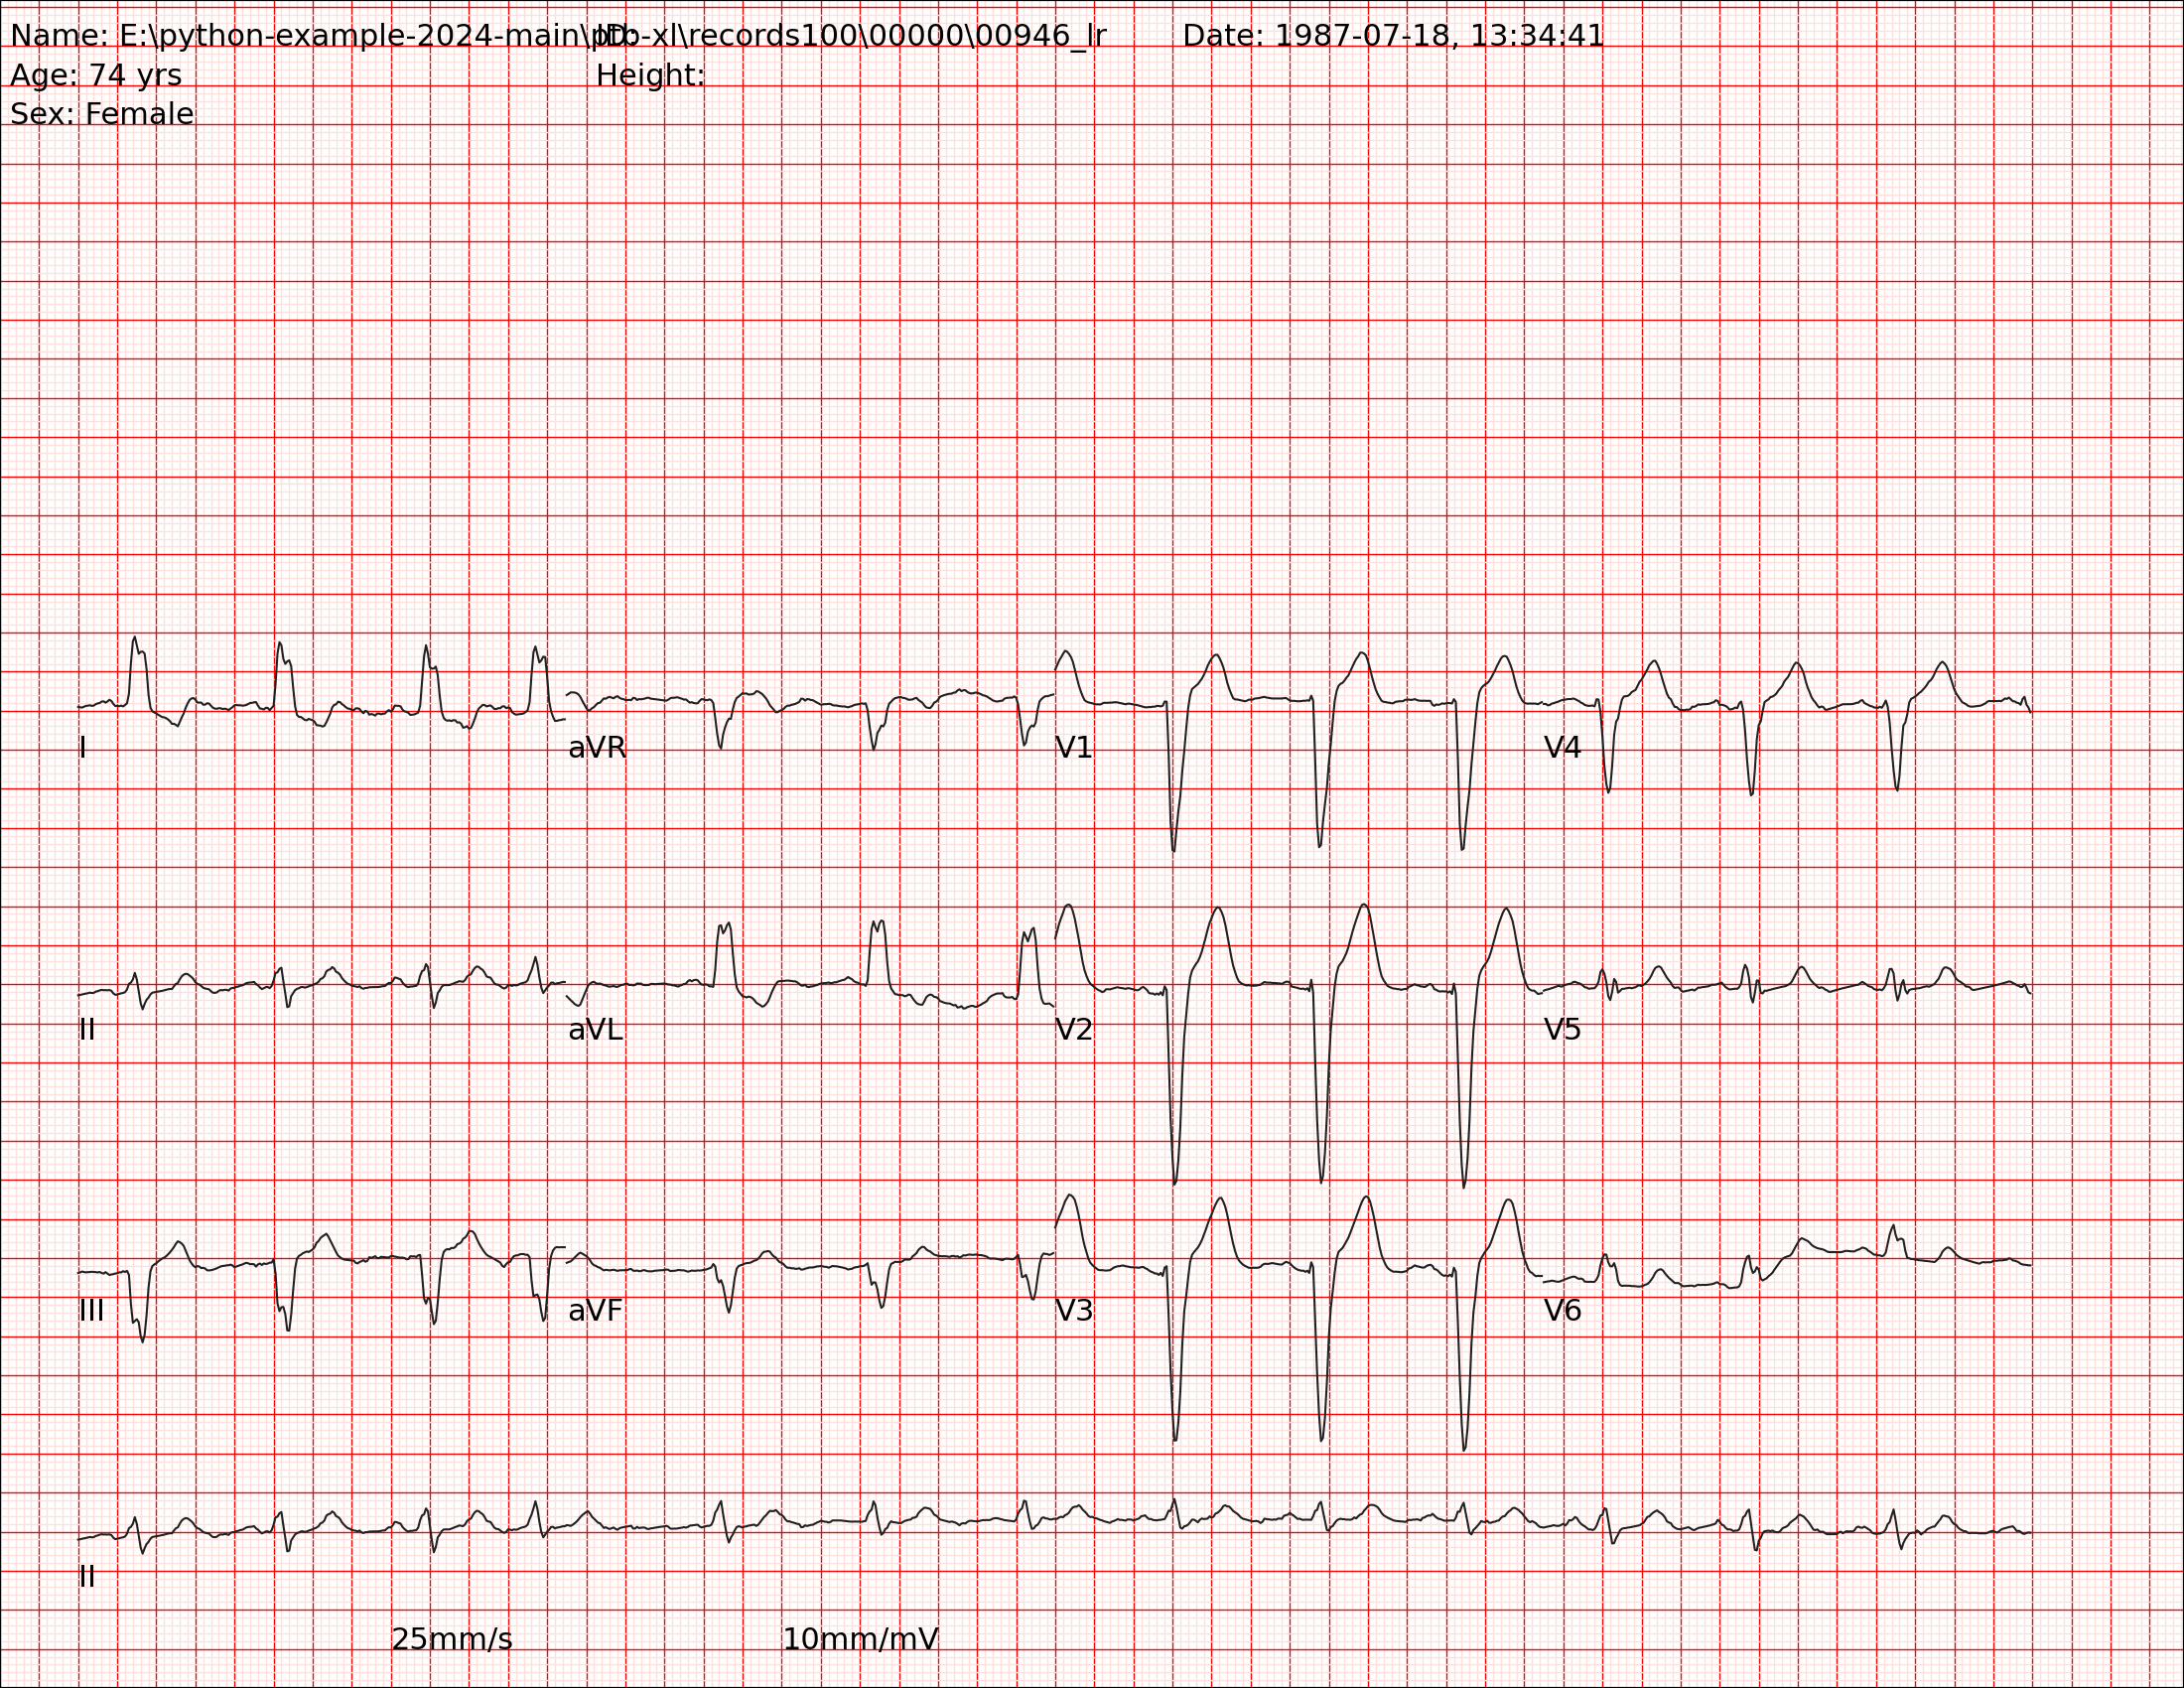 Name: E:\python-example-2024-main\ptb-xl\records100\00000\00946_lr ID: Date: 1987-07-18, 13:34:41
Age: 74 yrs Height:
Sex: Female
I aVR V1 V4
II aVL V2 V5
III aVF V3 V6
II
25mm/s 10mm/mV